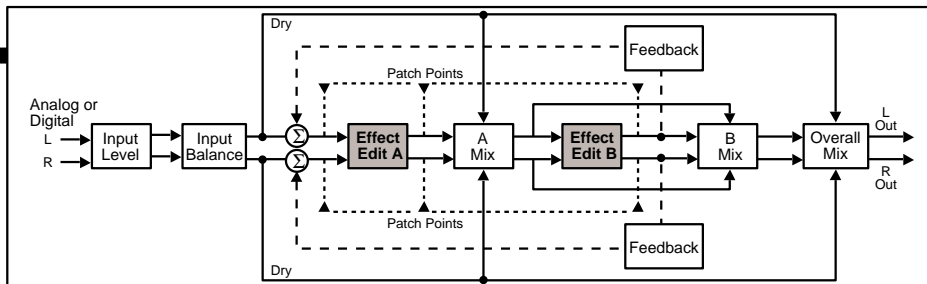 Dry
Feedback
Patch Points
Analog or
Digital
L
R
Input
Level
Input
Balance
Σ
Σ
Effect
Edit A
A
Mix
Effect
Edit B
B
Mix
Overall
Mix
L
Out
R
Out
Patch Points
Feedback
Dry